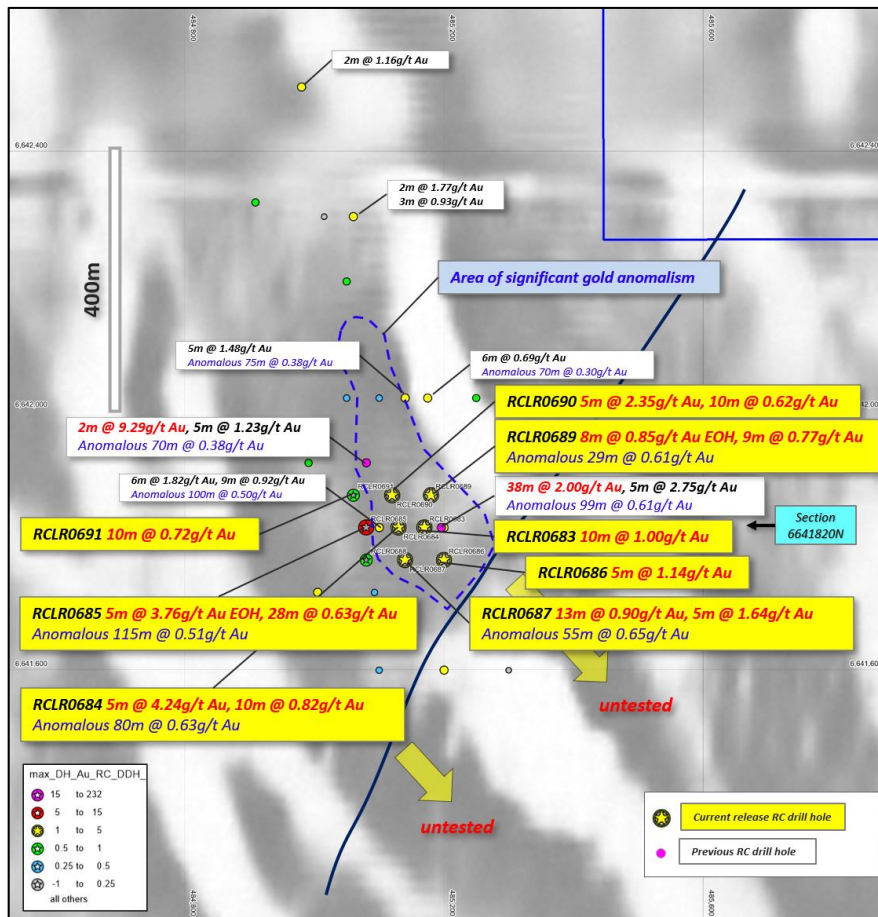 484,800
485,200
485,600
2m @ 1.16g/t Au
6,642,400
6,642,400
2m @ 1.77g/t Au
3m @ 0.93g/t Au
400m
Area of significant gold anomalism
5m @ 1.48g/t Au
Anomalous 75m @ 0.38g/t Au
6m @ 0.69g/t Au
Anomalous 70m @ 0.30g/t Au
6,642,000
6,642,000
RCLR0690 5m @ 2.35g/t Au, 10m @ 0.62g/t Au
2m @ 9.29g/t Au, 5m @ 1.23g/t Au
Anomalous 70m @ 0.38g/t Au
RCLR0689 8m @ 0.85g/t Au EOH, 9m @ 0.77g/t Au
Anomalous 29m @ 0.61g/t Au
6m @ 1.82g/t Au, 9m @ 0.92g/t Au
Anomalous 100m @ 0.50g/t Au
RCLR0691
RCLR0689
RCLR0690
38m @ 2.00g/t Au, 5m @ 2.75g/t Au
Anomalous 99m @ 0.61g/t Au
RCLR0691 10m @ 0.72g/t Au
RCLR0685
RCLR0683
RCLR0684
RCLR0683 10m @ 1.00g/t Au
Section
6641820N
RCLR0688
RCLR0686
RCLR0687
RCLR0686 5m @ 1.14g/t Au
RCLR0685 5m @ 3.76g/t Au EOH, 28m @ 0.63g/t Au
Anomalous 115m @ 0.51g/t Au
RCLR0687 13m @ 0.90g/t Au, 5m @ 1.64g/t Au
Anomalous 55m @ 0.65g/t Au
6,641,600
6,641,600
RCLR0684 5m @ 4.24g/t Au, 10m @ 0.82g/t Au
Anomalous 80m @ 0.63g/t Au
untested
untested
max_DH_Au_RC_DDH_
15 to 232
5 to 15
1 to 5
0.5 to 1
0.25 to 0.5
-1 to 0.25
all others
Current release RC drill hole
Previous RC drill hole
484,800
485,200
485,600